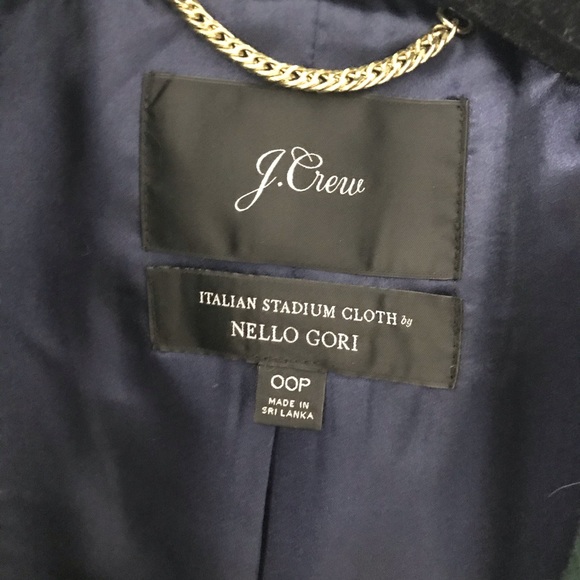 J.Crew
ITALIAN STADIUM CLOTH by
NELLO GORI
00P
MADE IN
SRI LANKA